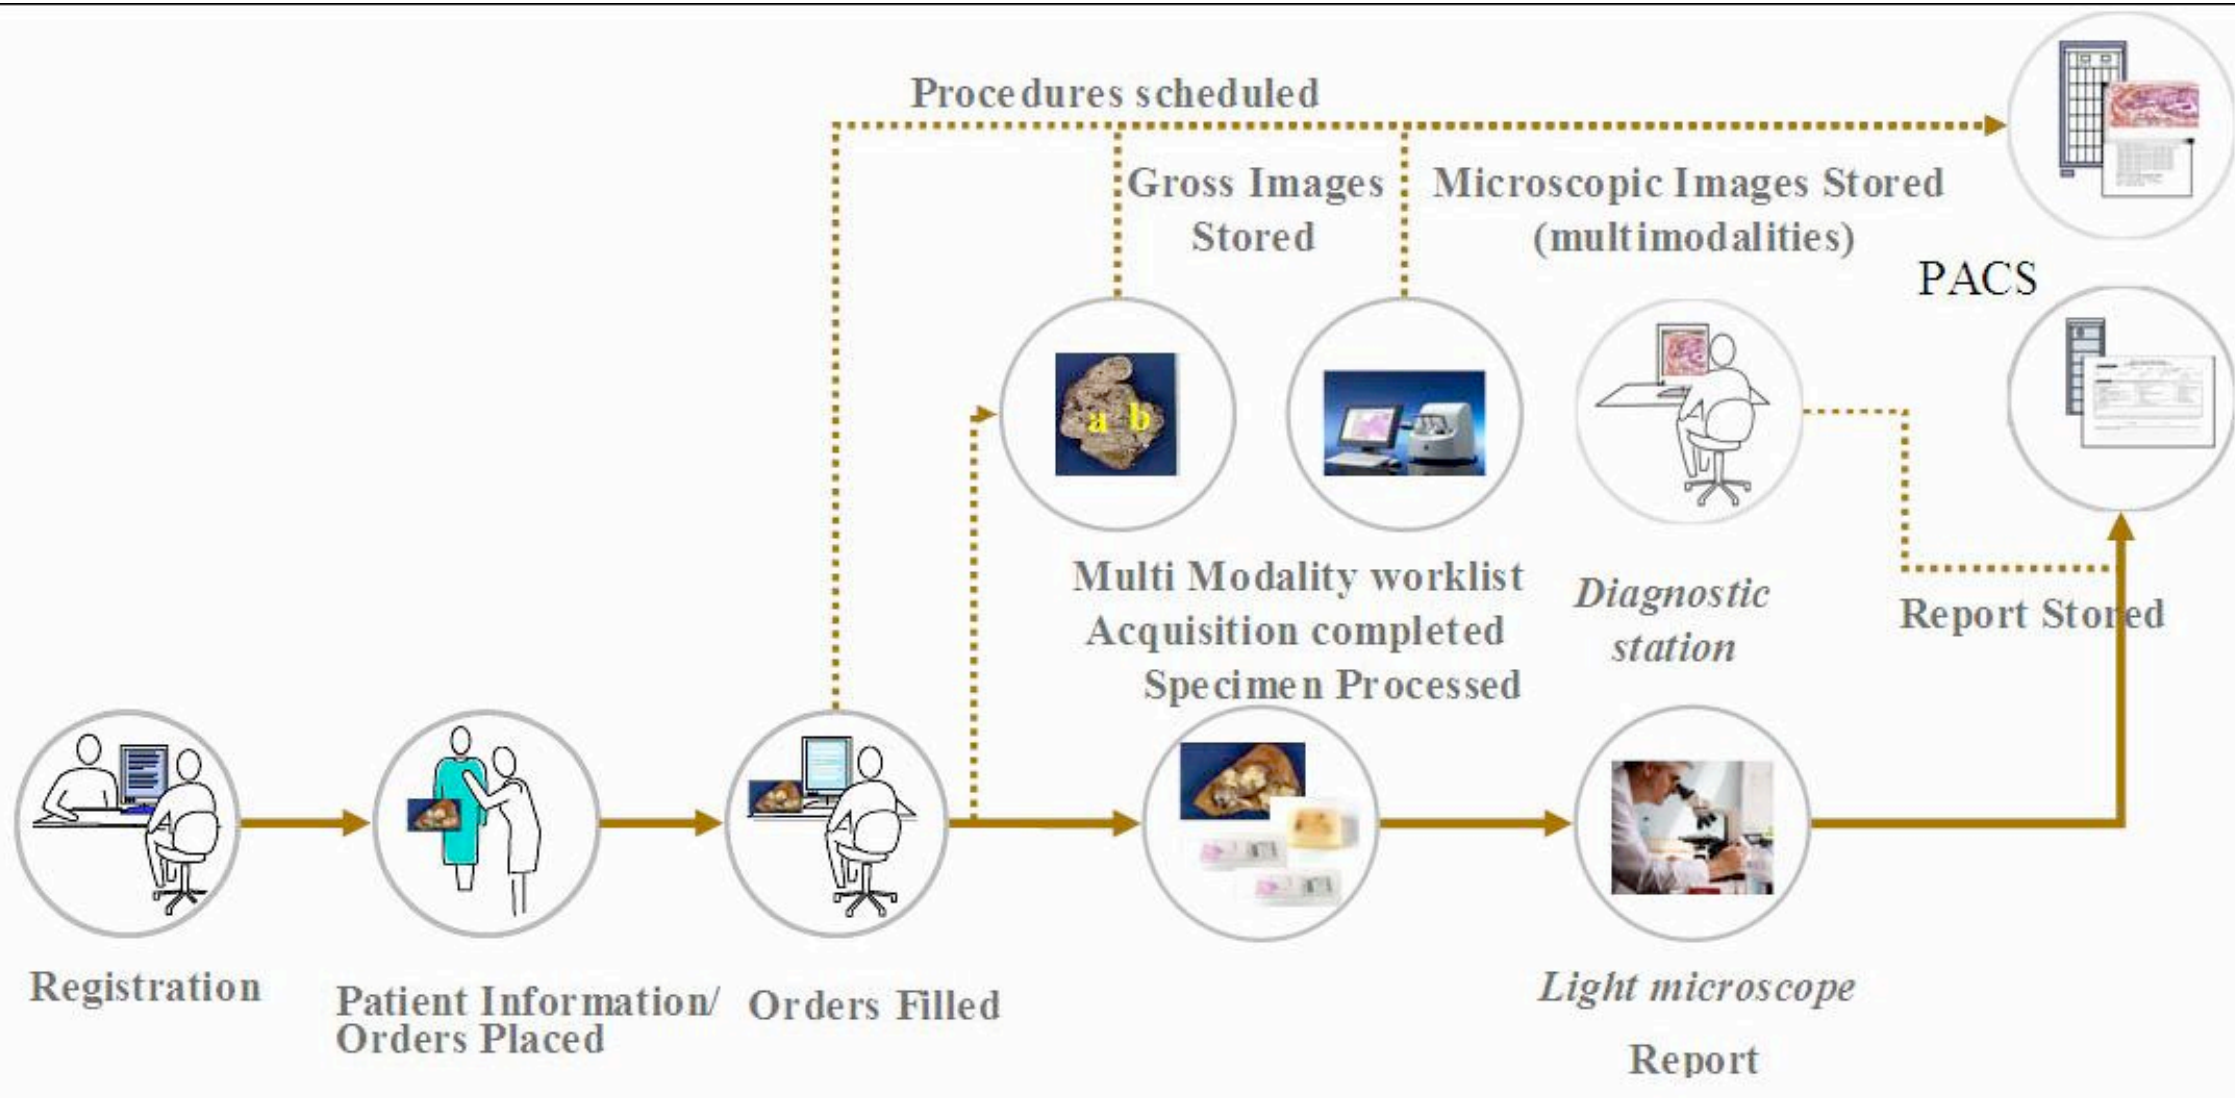 Procedures scheduled
Gross Images
Stored
Microscopic Images Stored
(multimodalities)
PACS
a b
Multi Modality worklist
Acquisition completed
Specimen Processed
Diagnostic
station
Report Stored
Registration
Patient Information/
Orders Placed
Orders Filled
Light microscope
Report